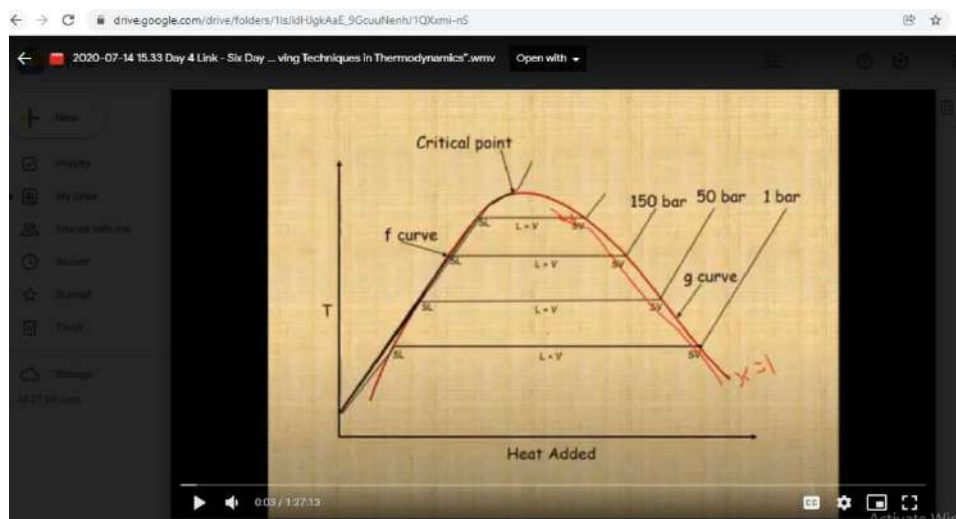 drive.google.com/drive/folders/1IsJidHJgkAaE_9GcuuNenhJ1QXxmi-nS
2020-07-14 15.33 Day 4 Link - Six Day ... ving Techniques in Thermodynamics".wmv Open with
New
Priority
My Drive
Shared with me
Recent
Starred
Trash
Storage
Critical point
150 bar 50 bar 1 bar
f curve
SL L+V SV
SL L+V SV
g curve
T
SL L+V SV
SL L+V SV
x=1
Heat Added
0:03 / 1:27:13
CC